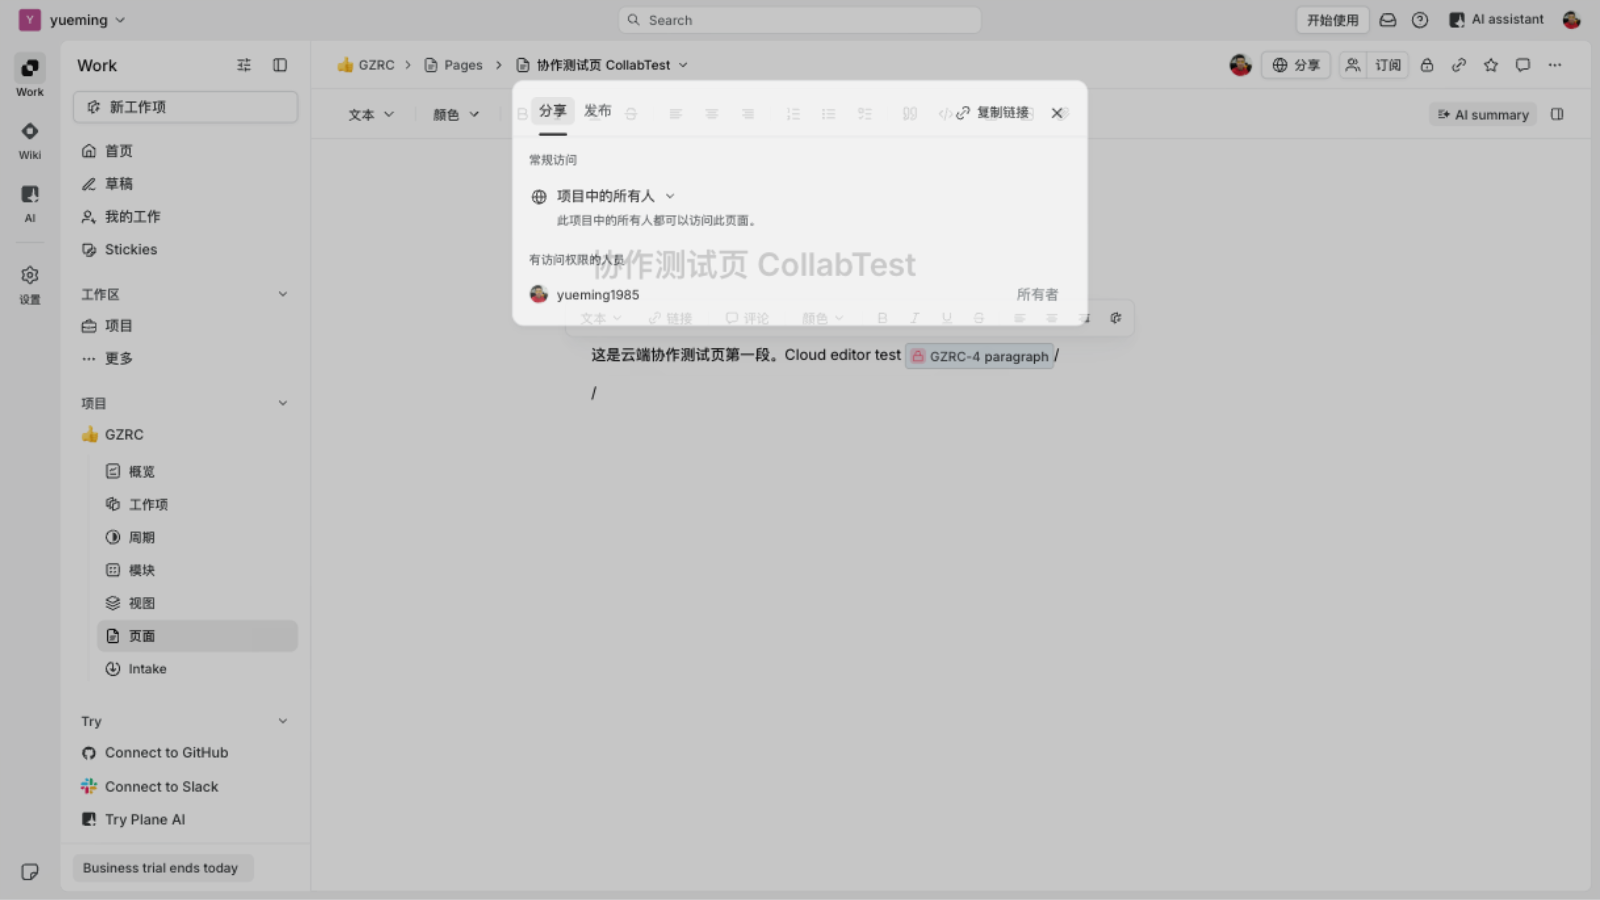 Y yueming
Search
开始使用
AI assistant
Work
Wiki
AI
设置
Work
新工作项
首页
草稿
我的工作
Stickies
工作区
项目
更多
项目
GZRC
概览
工作项
周期
模块
视图
页面
Intake
Try
Connect to GitHub
Connect to Slack
Try Plane AI
Business trial ends today
GZRC > Pages > 协作测试页 CollabTest
分享
订阅
文本 颜色 B
AI summary
分享 发布
复制链接
常规访问
项目中的所有人
此项目中的所有人都可以访问此页面。
有访问权限的人员
yueming1985 所有者
协作测试页 CollabTest
文本 链接 评论 颜色 B I U S
这是云端协作测试页第一段。Cloud editor test GZRC-4 paragraph /
/